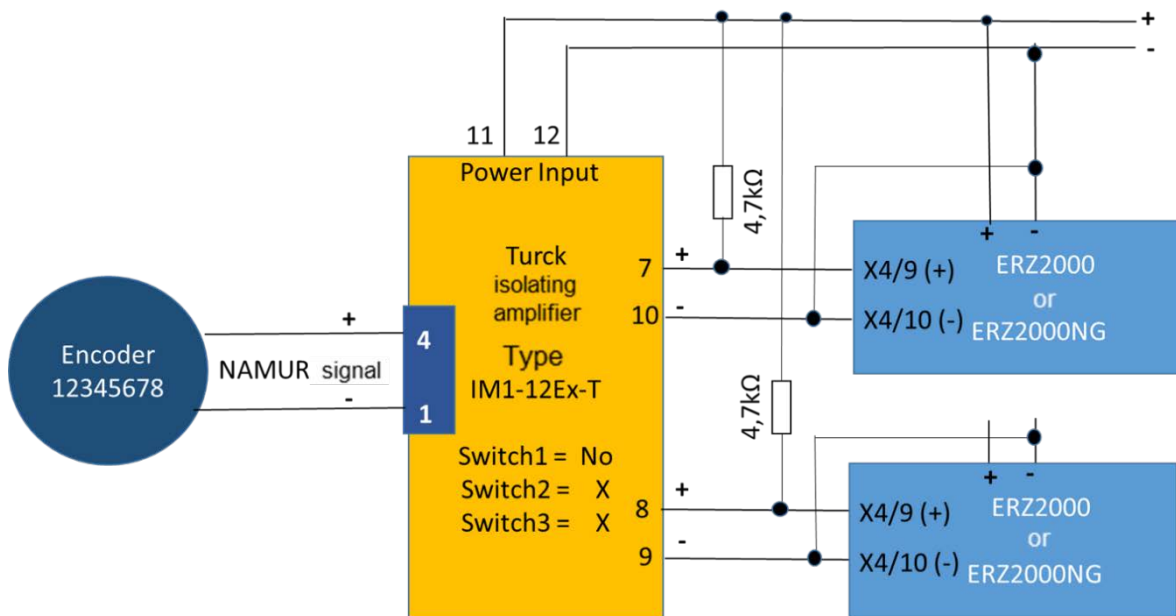 +
-
11
12
Power Input
4,7kΩ
+
-
Turck
isolating
amplifier
7
+
X4/9 (+)
ERZ2000
or
10
-
X4/10 (-)
ERZ2000NG
Encoder
12345678
+
NAMUR signal
-
4
1
Type
IM1-12Ex-T
4,7kΩ
Switch1 = No
Switch2 = X
Switch3 = X
8
+
9
-
+
-
X4/9 (+)
ERZ2000
or
X4/10 (-)
ERZ2000NG